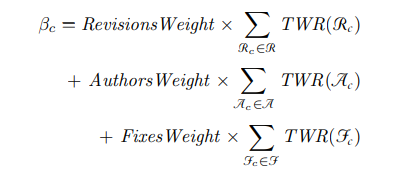 β_c = RevisionsWeight × ∑_{ℛ_c∈ℛ} TWR(ℛ_c)
+ AuthorsWeight × ∑_{𝒜_c∈𝒜} TWR(𝒜_c)
+ FixesWeight × ∑_{ℱ_c∈ℱ} TWR(ℱ_c)